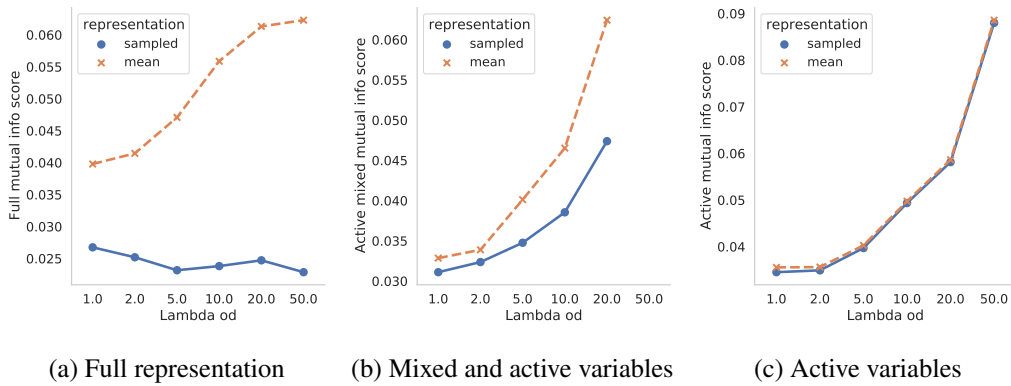 representation
sampled
mean
Full mutual info score
0.060
0.055
0.050
0.045
0.040
0.035
0.030
0.025
1.0 2.0 5.0 10.0 20.0 50.0
Lambda od
(a) Full representation
representation
sampled
mean
Active mixed mutual info score
0.060
0.055
0.050
0.045
0.040
0.035
0.030
1.0 2.0 5.0 10.0 20.0 50.0
Lambda od
(b) Mixed and active variables
representation
sampled
mean
Active mutual info score
0.09
0.08
0.07
0.06
0.05
0.04
1.0 2.0 5.0 10.0 20.0 50.0
Lambda od
(c) Active variables